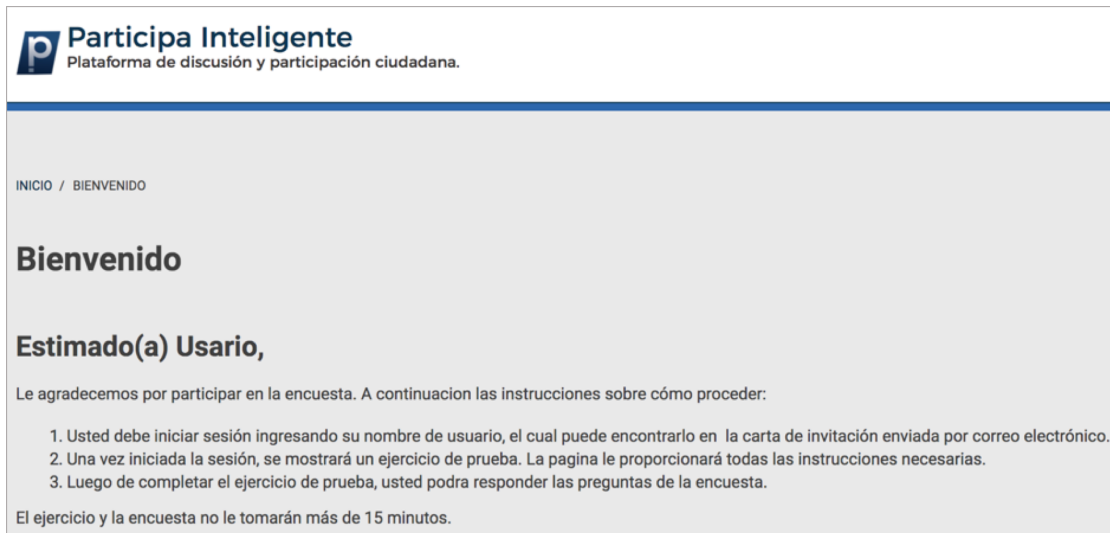 Participa Inteligente
Plataforma de discusión y participación ciudadana.
INICIO / BIENVENIDO
Bienvenido
Estimado(a) Usario,
Le agradecemos por participar en la encuesta. A continuacion las instrucciones sobre cómo proceder:
1. Usted debe iniciar sesión ingresando su nombre de usuario, el cual puede encontrarlo en la carta de invitación enviada por correo electrónico.
2. Una vez iniciada la sesión, se mostrará un ejercicio de prueba. La pagina le proporcionará todas las instrucciones necesarias.
3. Luego de completar el ejercicio de prueba, usted podra responder las preguntas de la encuesta.
El ejercicio y la encuesta no le tomarán más de 15 minutos.